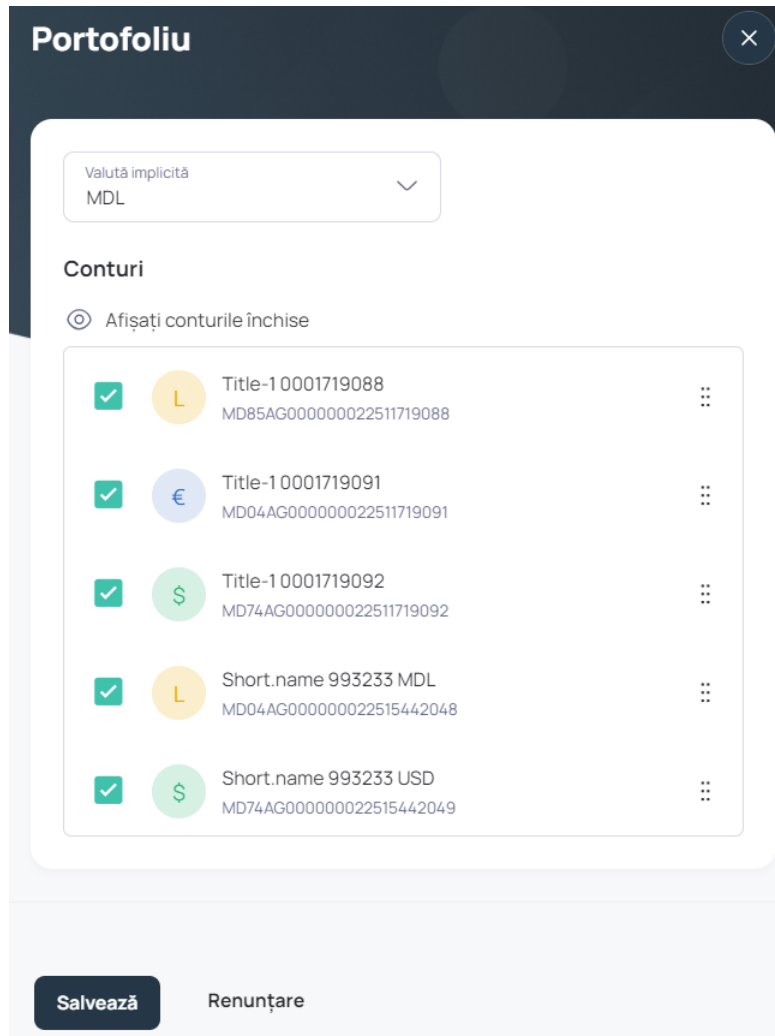 Portofoliu
Valută implicită
MDL
Conturi
Afișați conturile închise
L
Title-1 0001719088
MD85AG000000022511719088
€
Title-1 0001719091
MD04AG000000022511719091
$
Title-1 0001719092
MD74AG000000022511719092
L
Short.name 993233 MDL
MD04AG000000022515442048
$
Short.name 993233 USD
MD74AG000000022515442049
Salvează
Renunțare